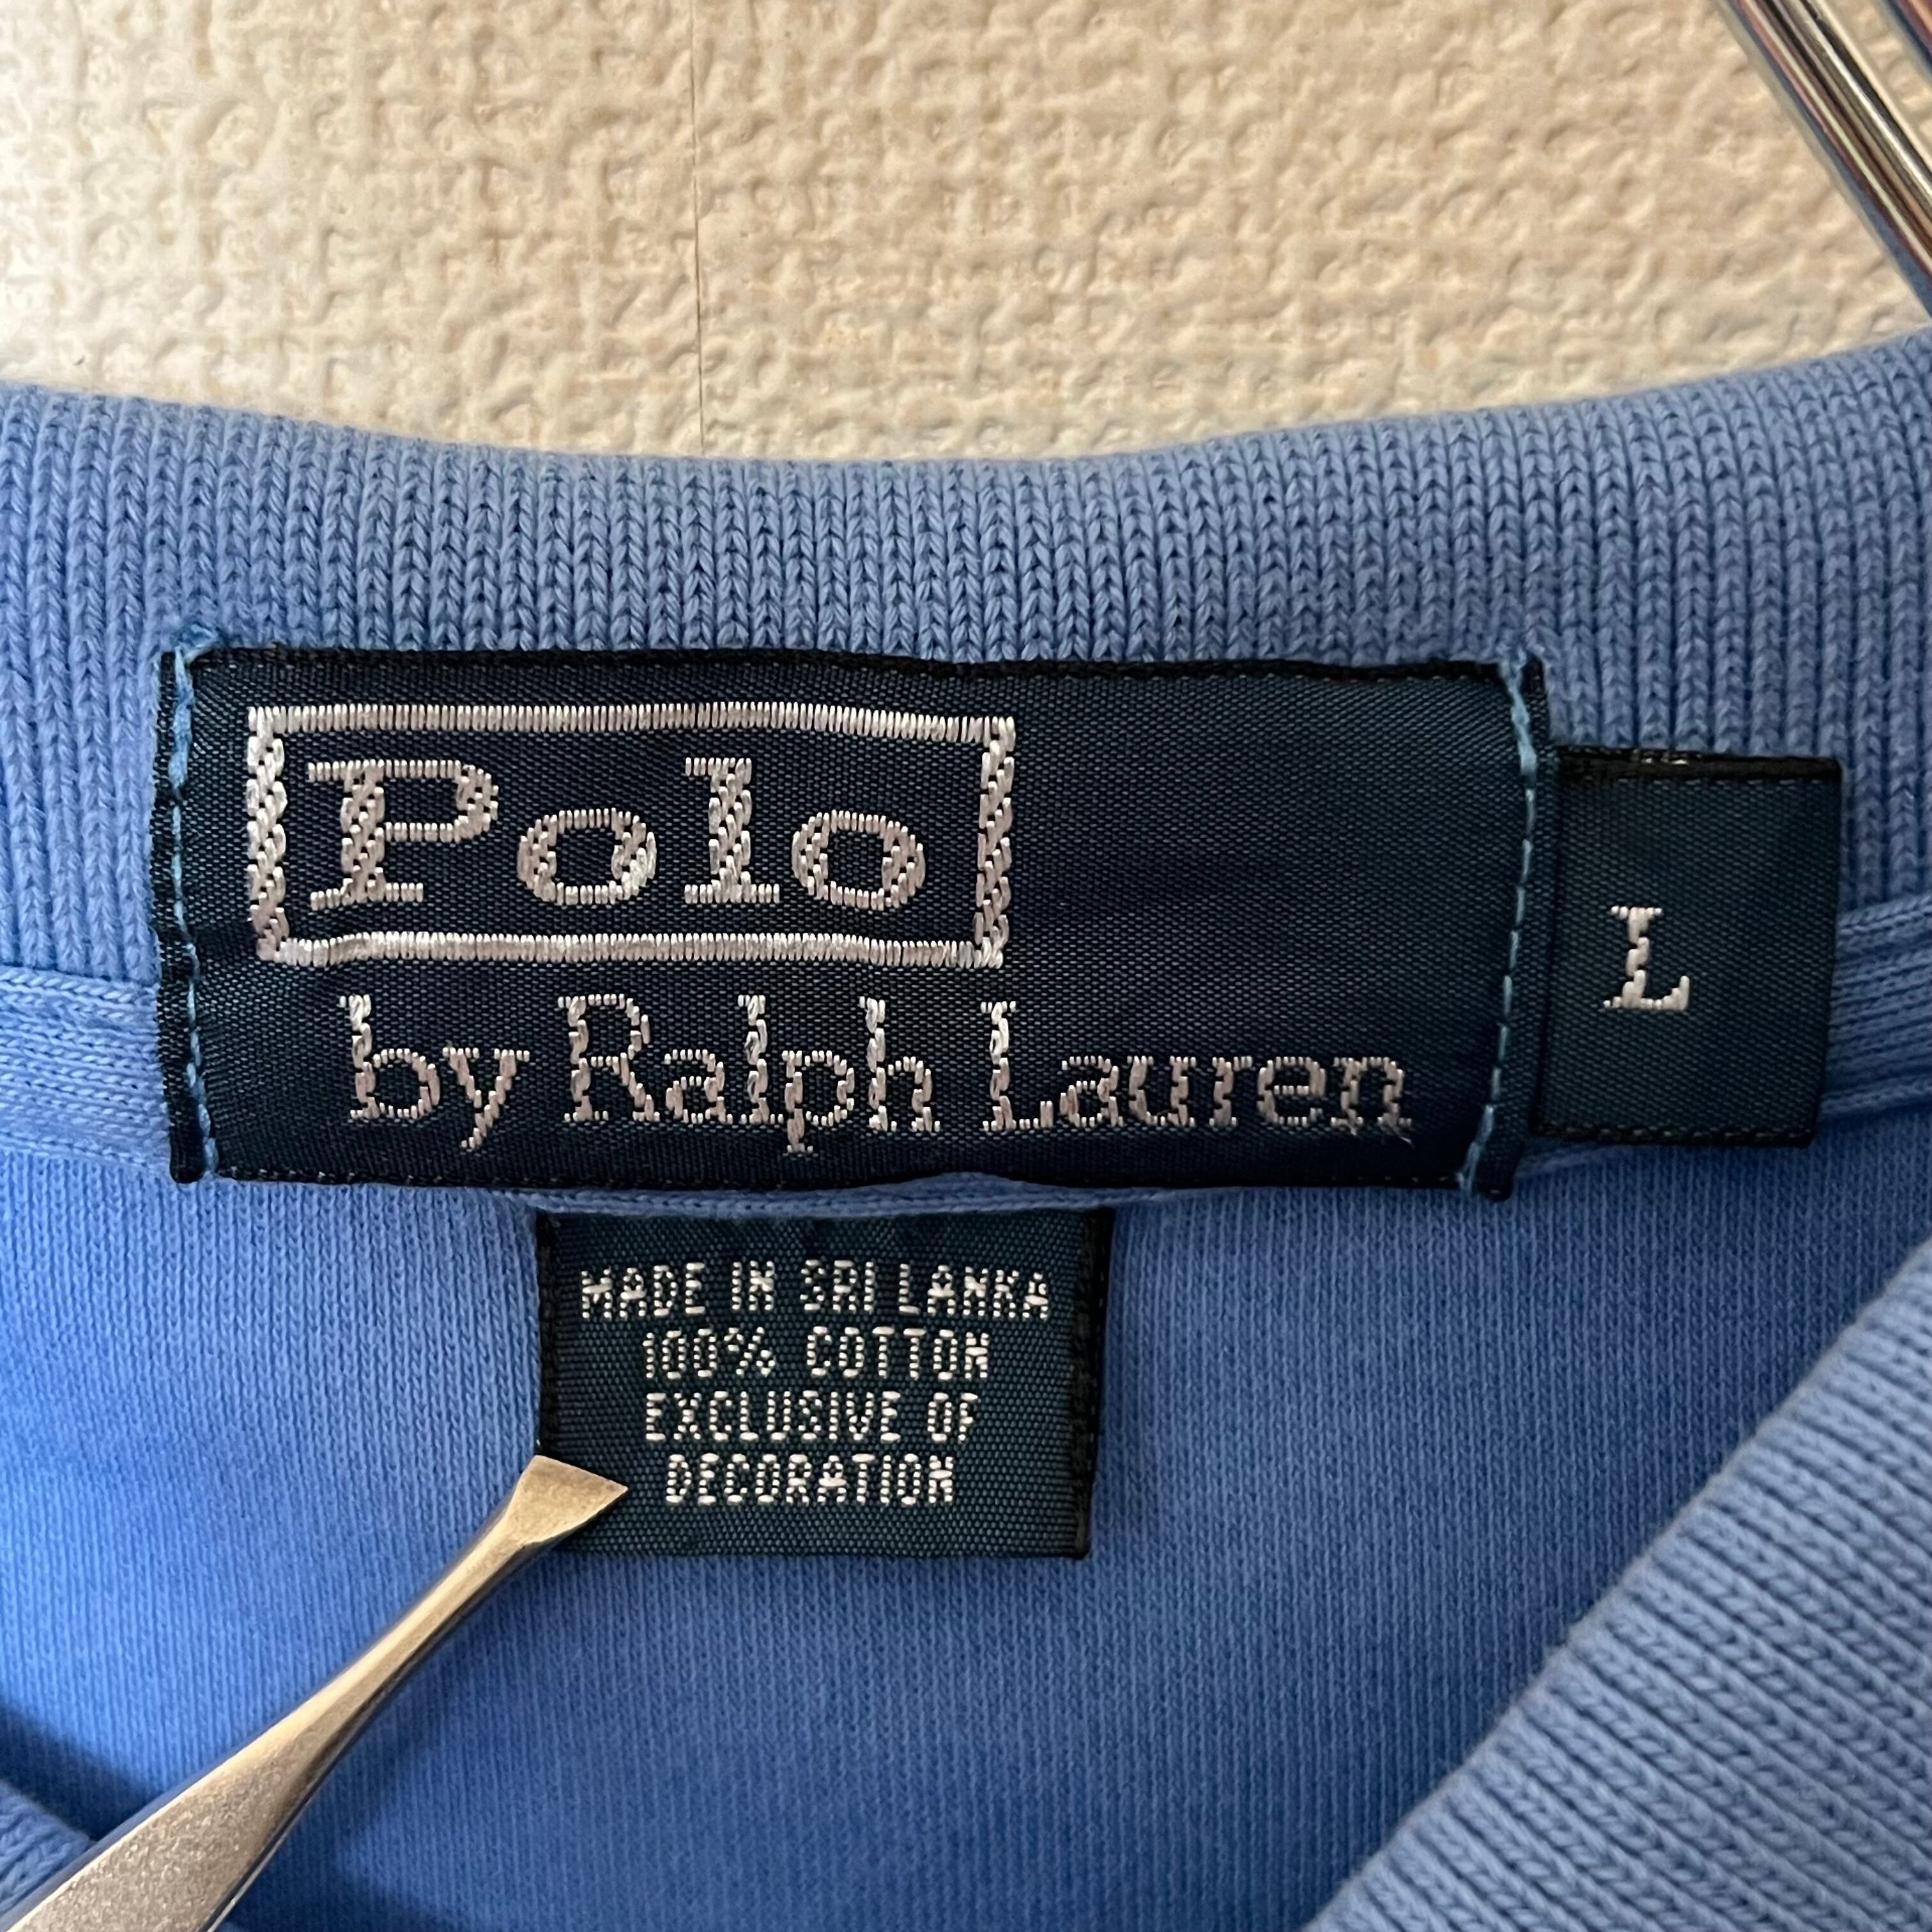 Polo
by Ralph Lauren
L
MADE IN SRI LANKA
100% COTTON
EXCLUSIVE OF
DECORATION